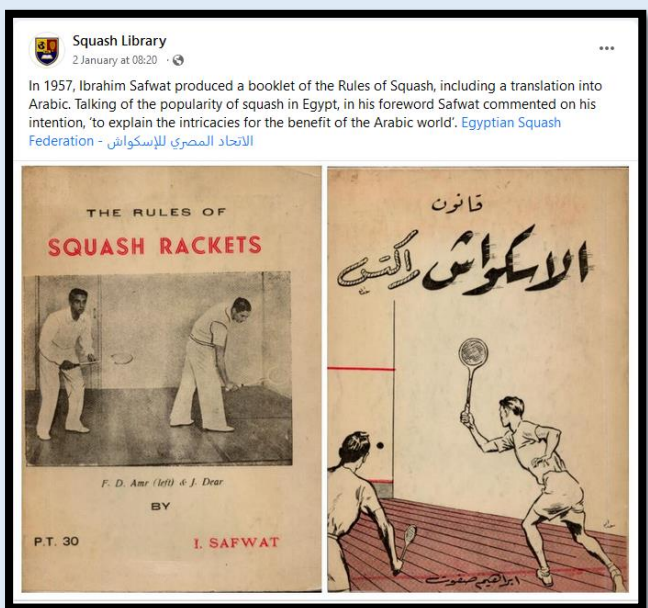 Squash Library
2 January at 08:20 ·
In 1957, Ibrahim Safwat produced a booklet of the Rules of Squash, including a translation into
Arabic. Talking of the popularity of squash in Egypt, in his foreword Safwat commented on his
intention, ‘to explain the intricacies for the benefit of the Arabic world’. Egyptian Squash
Federation - الاتحاد المصري للإسكواش
THE RULES OF
SQUASH RACKETS
F. D. Amr (left) & J. Dear
BY
P.T. 30
I. SAFWAT
قانون
الاسكواش راكتس
ابراهيم صفوت